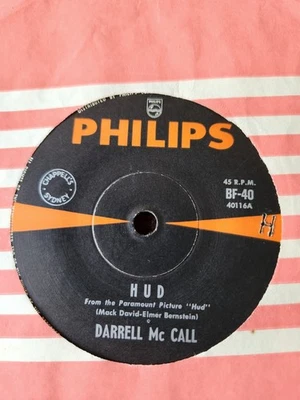 PHILIPS
CHAPPELL'S
SYDNEY
45 R.P.M.
BF-40
40116A
H
HUD
From the Paramount Picture "Hud"
(Mack David-Elmer Bernstein)
DARRELL Mc CALL